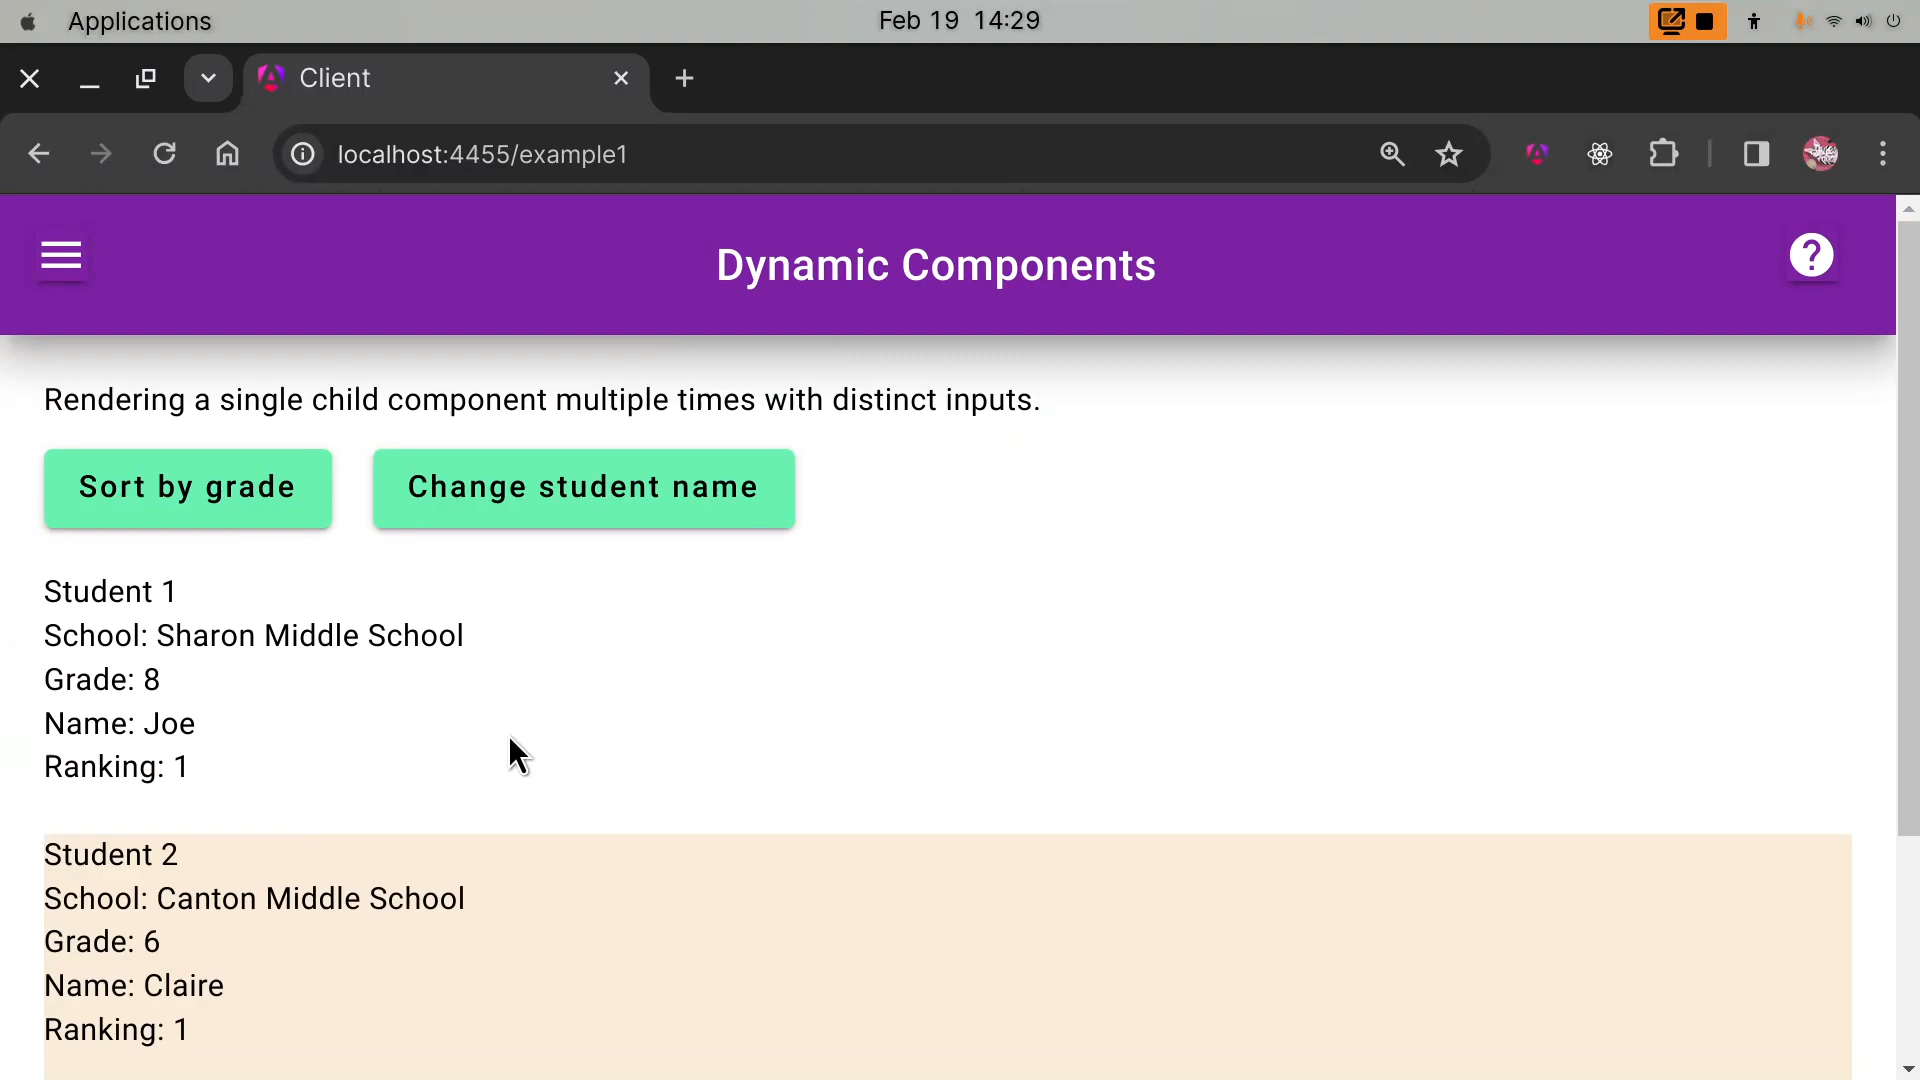 Applications
Feb 19 14:29
Client
localhost:4455/example1
Dynamic Components
Rendering a single child component multiple times with distinct inputs.
Sort by grade
Change student name
Student 1
School: Sharon Middle School
Grade: 8
Name: Joe
Ranking: 1
Student 2
School: Canton Middle School
Grade: 6
Name: Claire
Ranking: 1